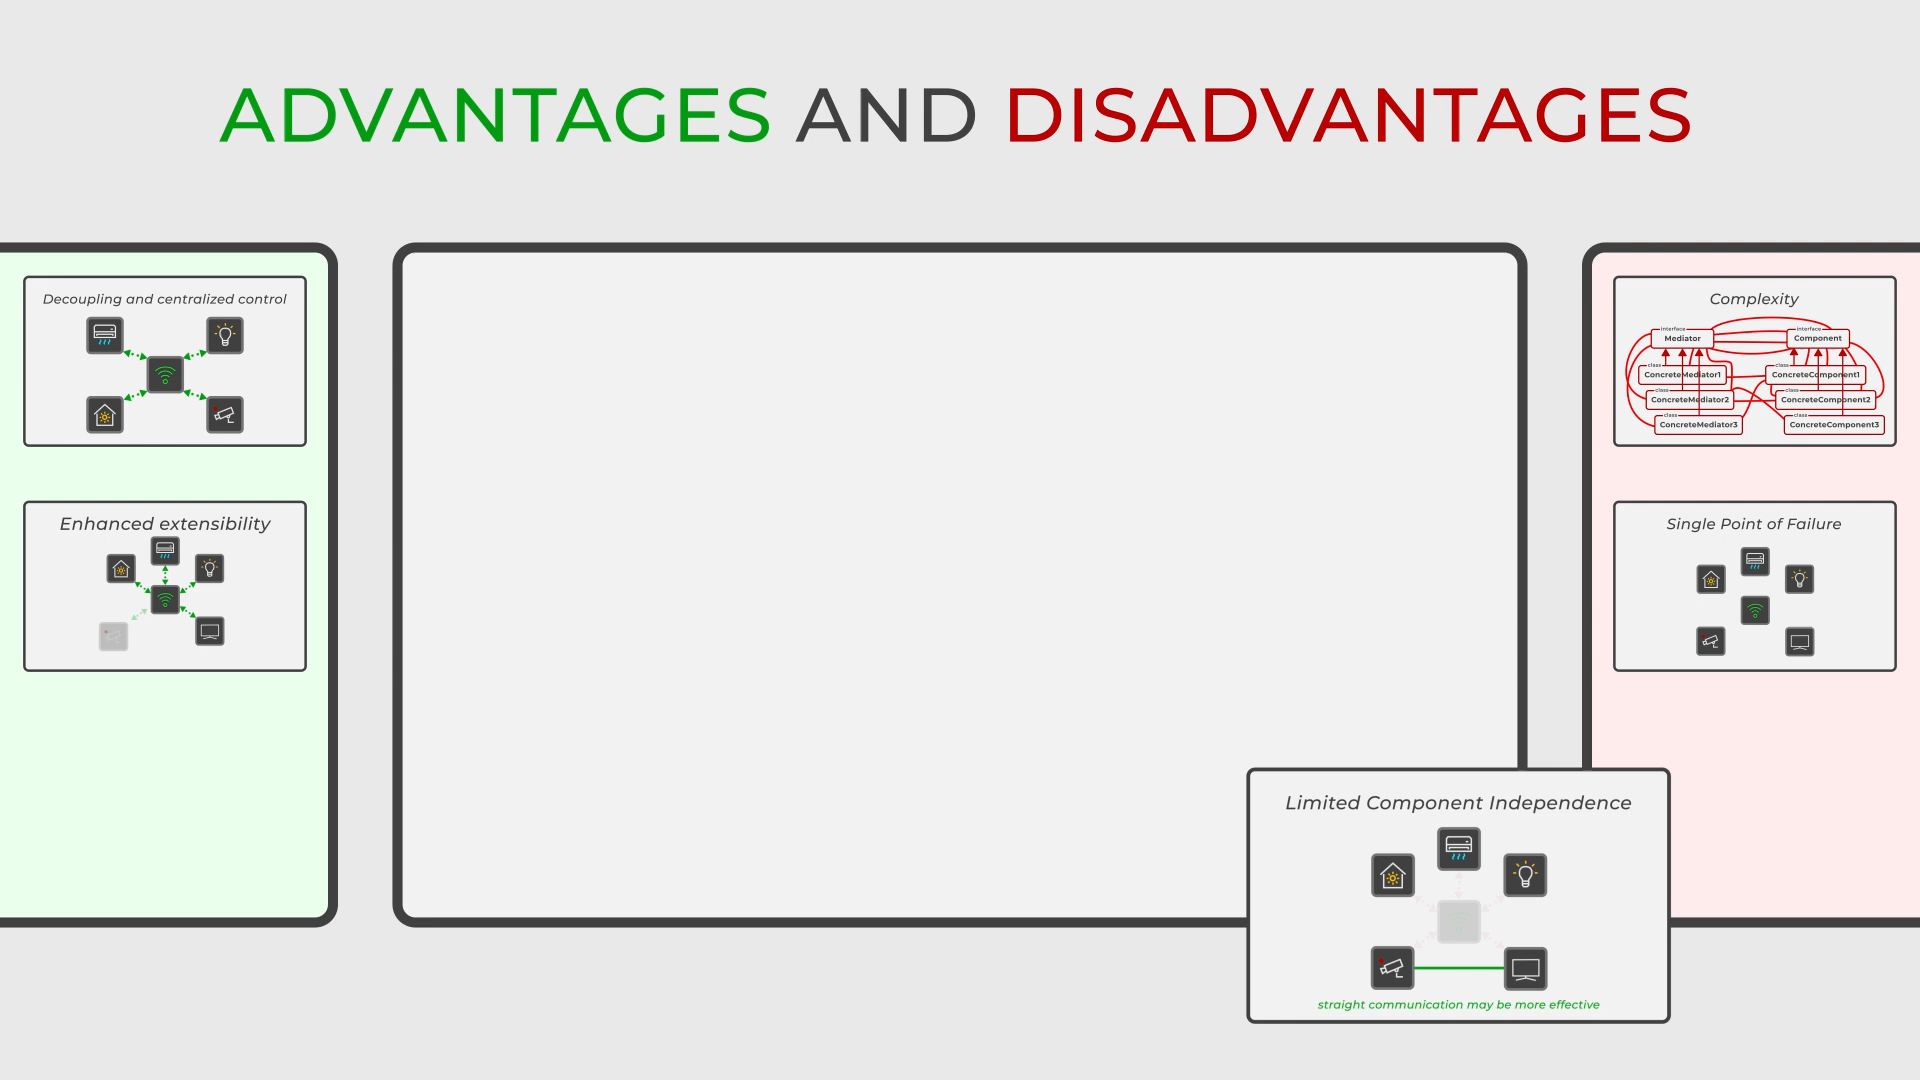 ADVANTAGES AND DISADVANTAGES
Decoupling and centralized control
Enhanced extensibility
Complexity
interface
Mediator
interface
Component
class
ConcreteMediator1
class
ConcreteComponent1
class
ConcreteMediator2
class
ConcreteComponent2
class
ConcreteMediator3
class
ConcreteComponent3
Single Point of Failure
Limited Component Independence
straight communication may be more effective